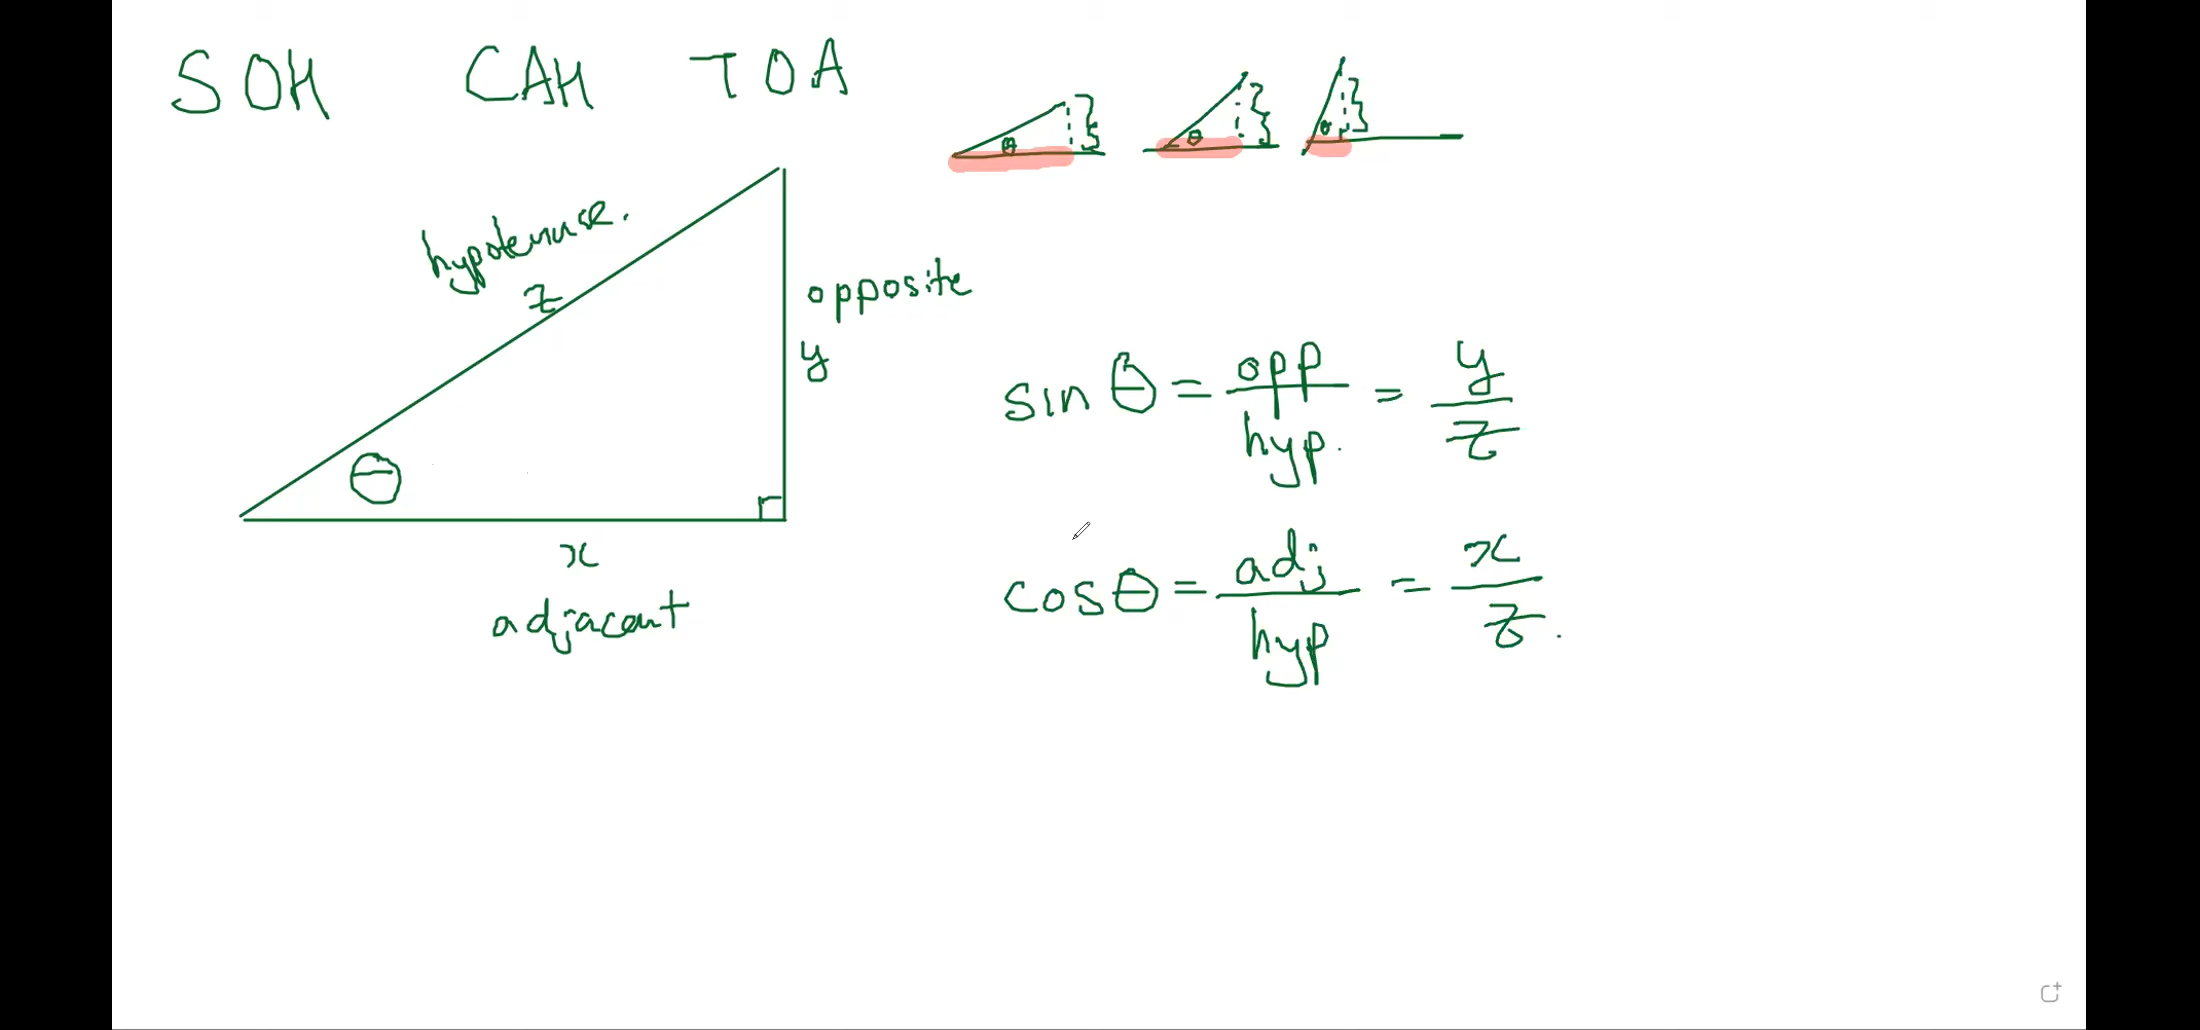 SOH CAH TOA
θ θ θ
hypotenuse.
z
opposite
y
θ
x
adjacent
sin θ = opp/hyp. = y/z
cos θ = adj/hyp = x/z.